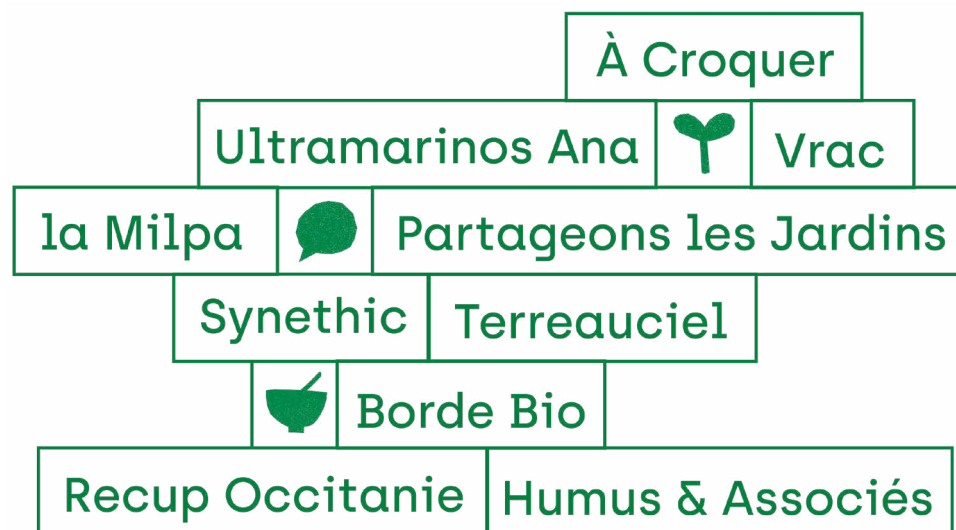 À Croquer
Ultramarinos Ana Vrac
la Milpa Partageons les Jardins
Synethic Terreauciel
Borde Bio
Recup Occitanie Humus & Associés